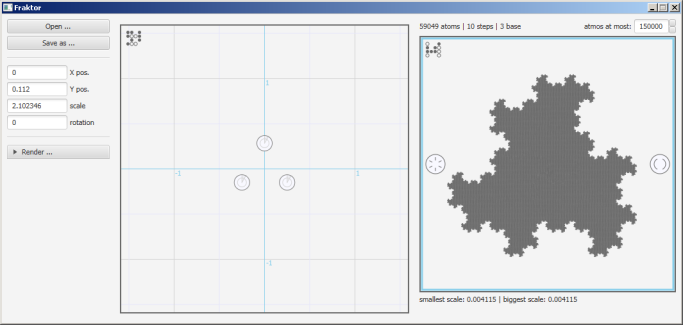 Fraktor
Open ...
Save as ...
0 X pos.
0.112 Y pos.
2.102346 scale
0 rotation
Render ...
1
-1
1
-1
59049 atoms | 10 steps | 3 base
atmos at most: 150000
smallest scale: 0.004115 | biggest scale: 0.004115